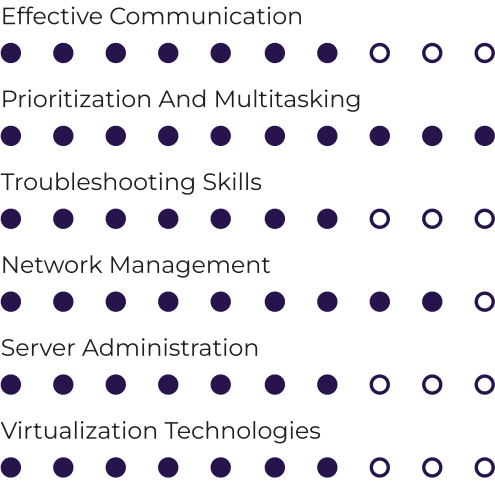 Effective Communication
Prioritization And Multitasking
Troubleshooting Skills
Network Management
Server Administration
Virtualization Technologies